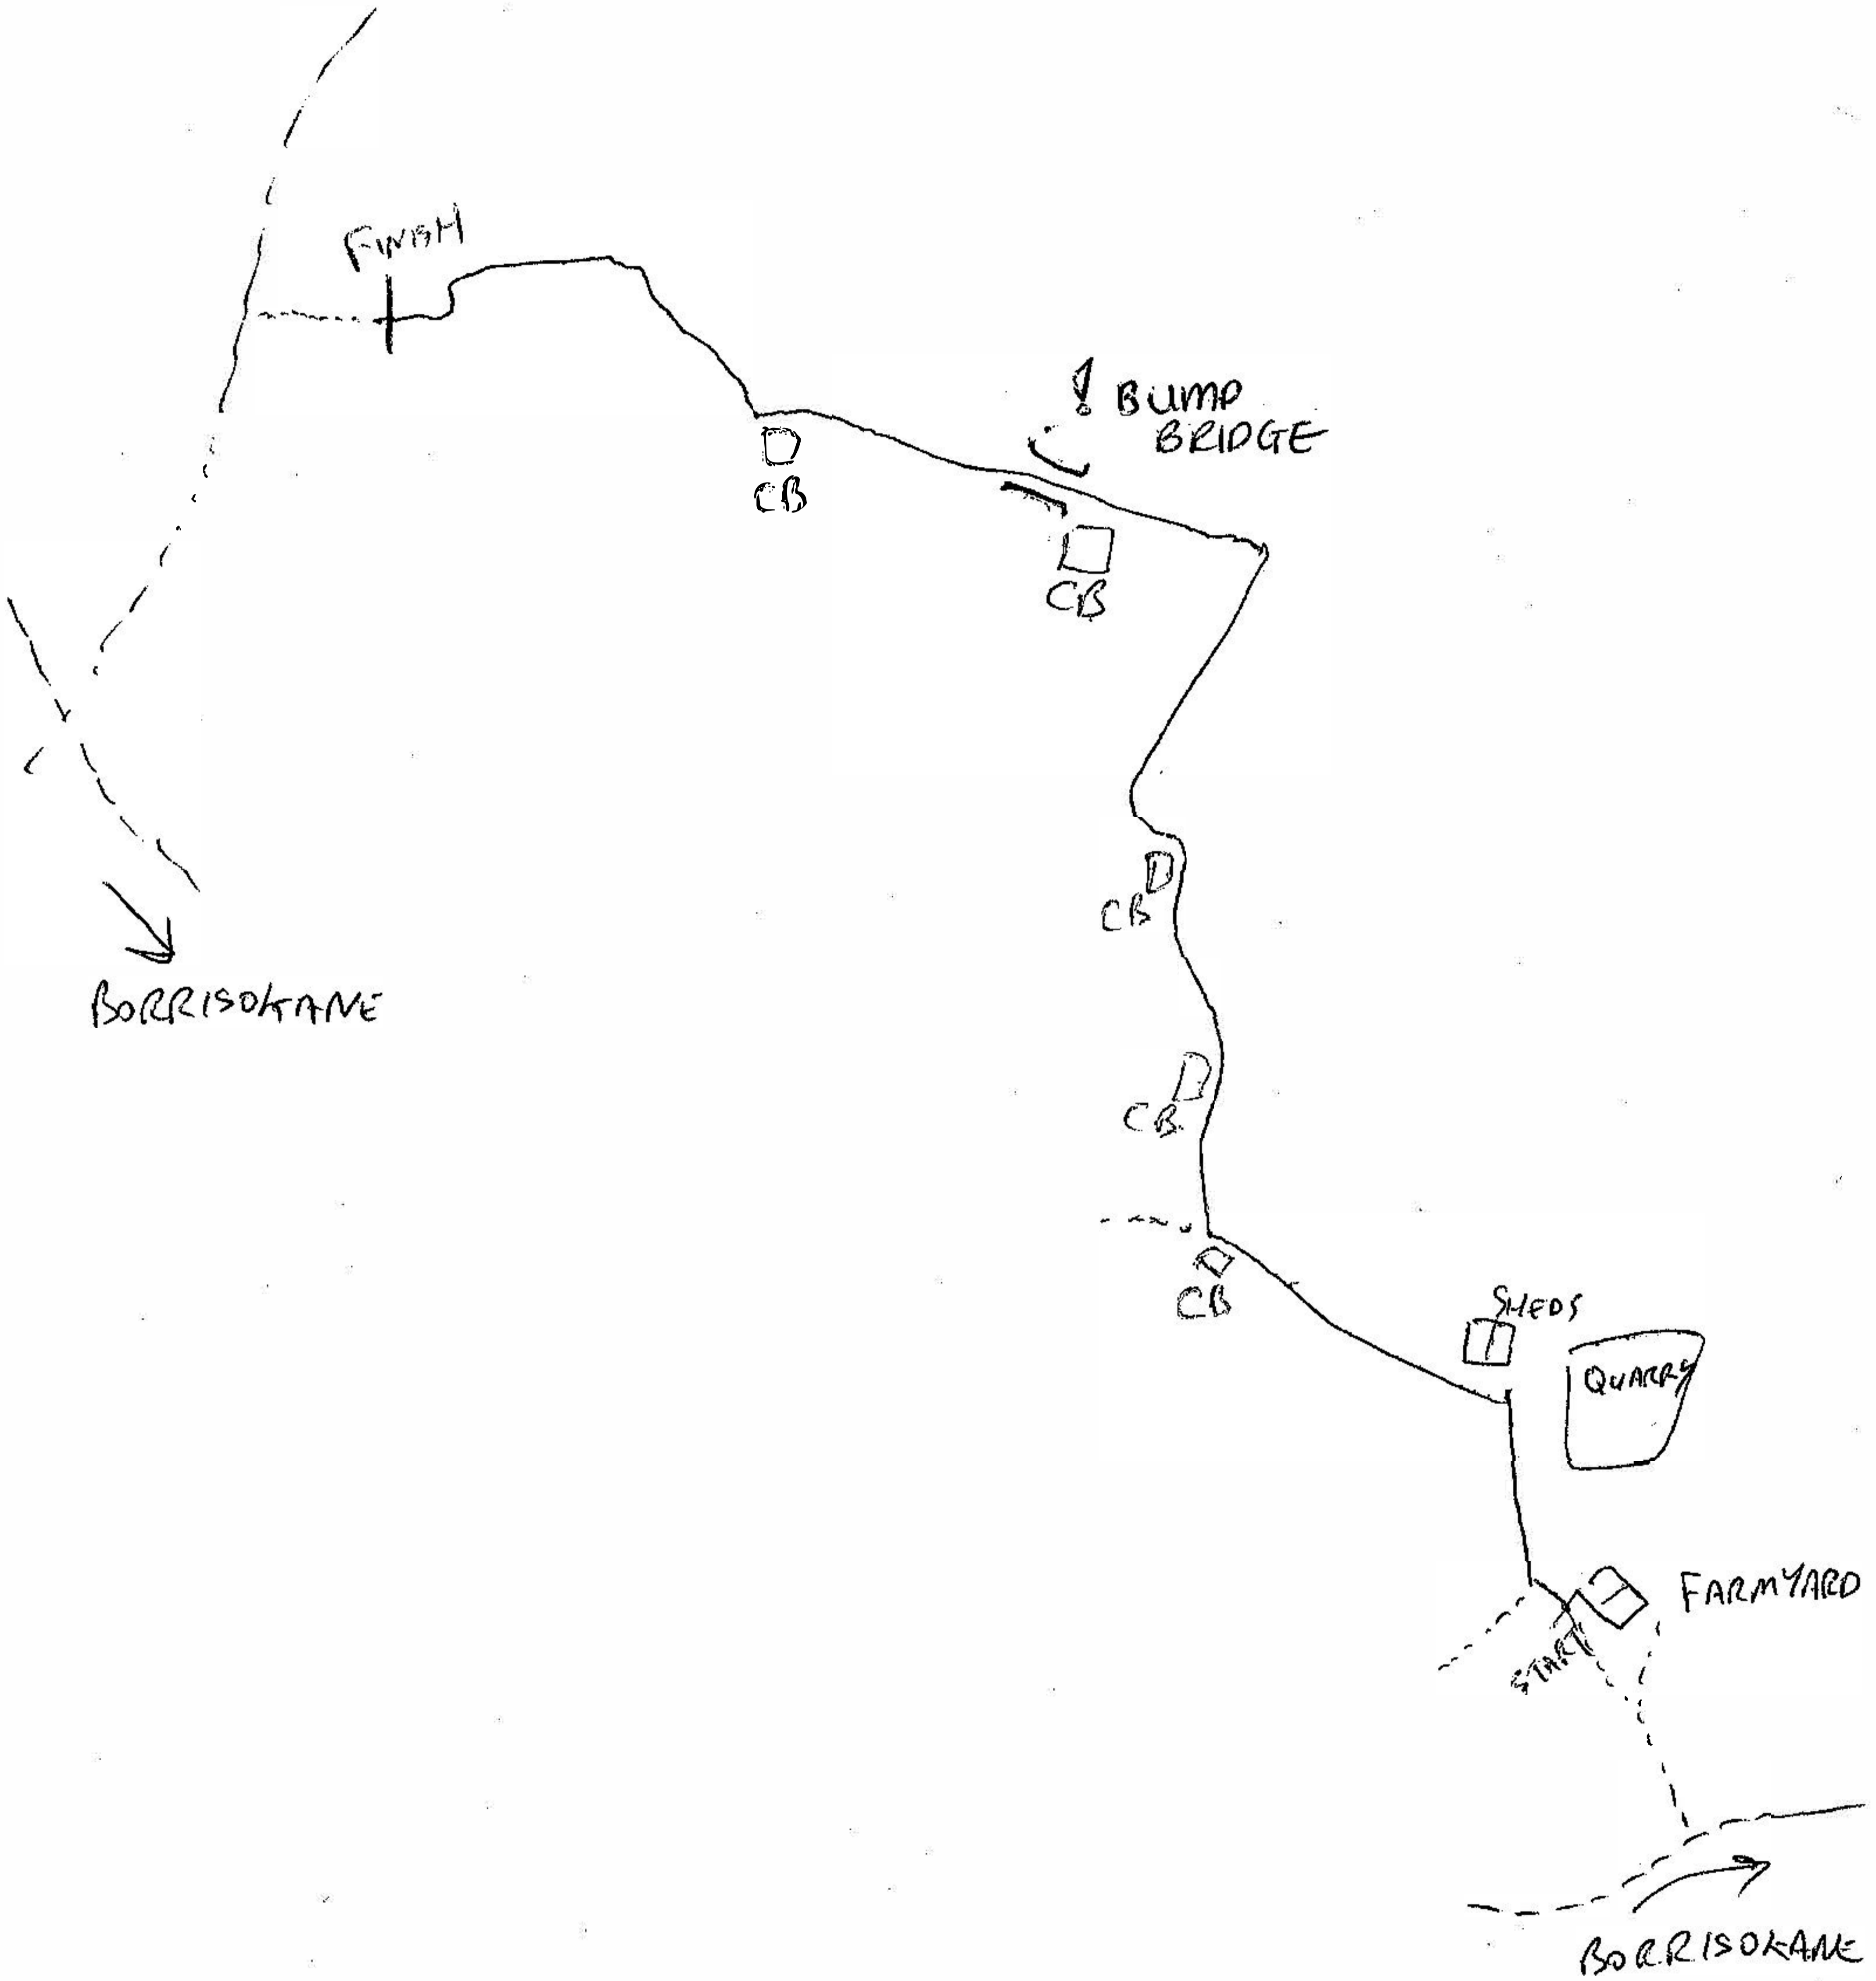 FINISH
! BUMP
BRIDGE
CB
CB
CB
BORRISOKANE
CB
CB
SHEDS
QUARRY
FARMYARD
START
BORRISOKANE